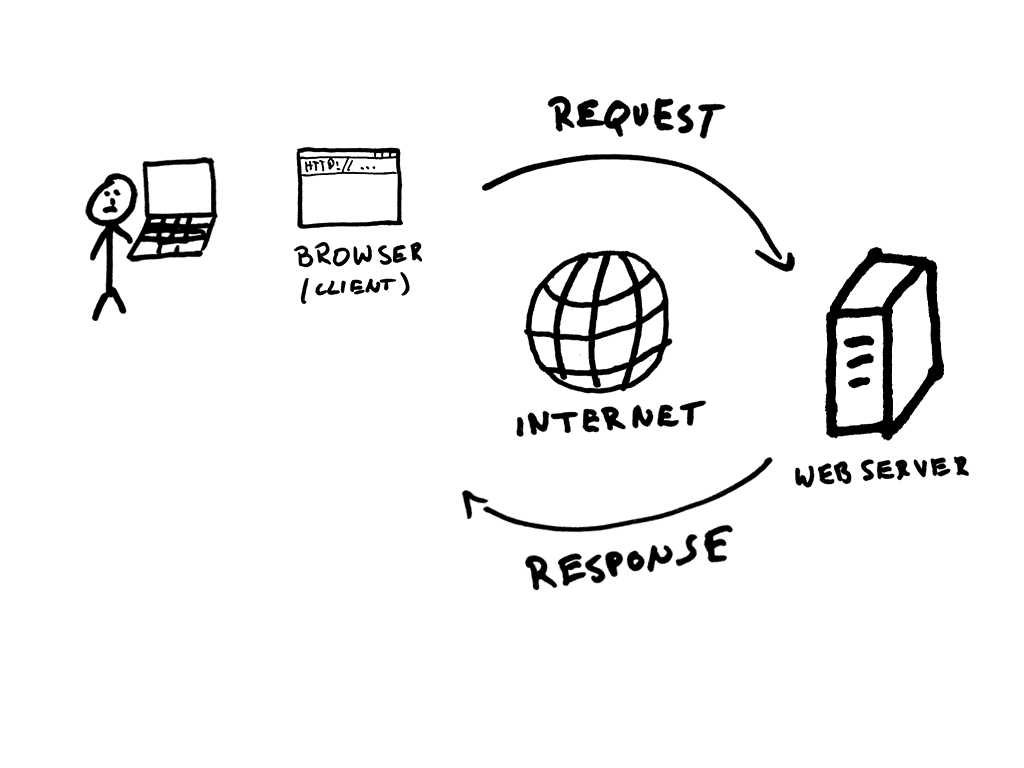 REQUEST
HTTP://...
BROWSER
(CLIENT)
INTERNET
WEB SERVER
RESPONSE